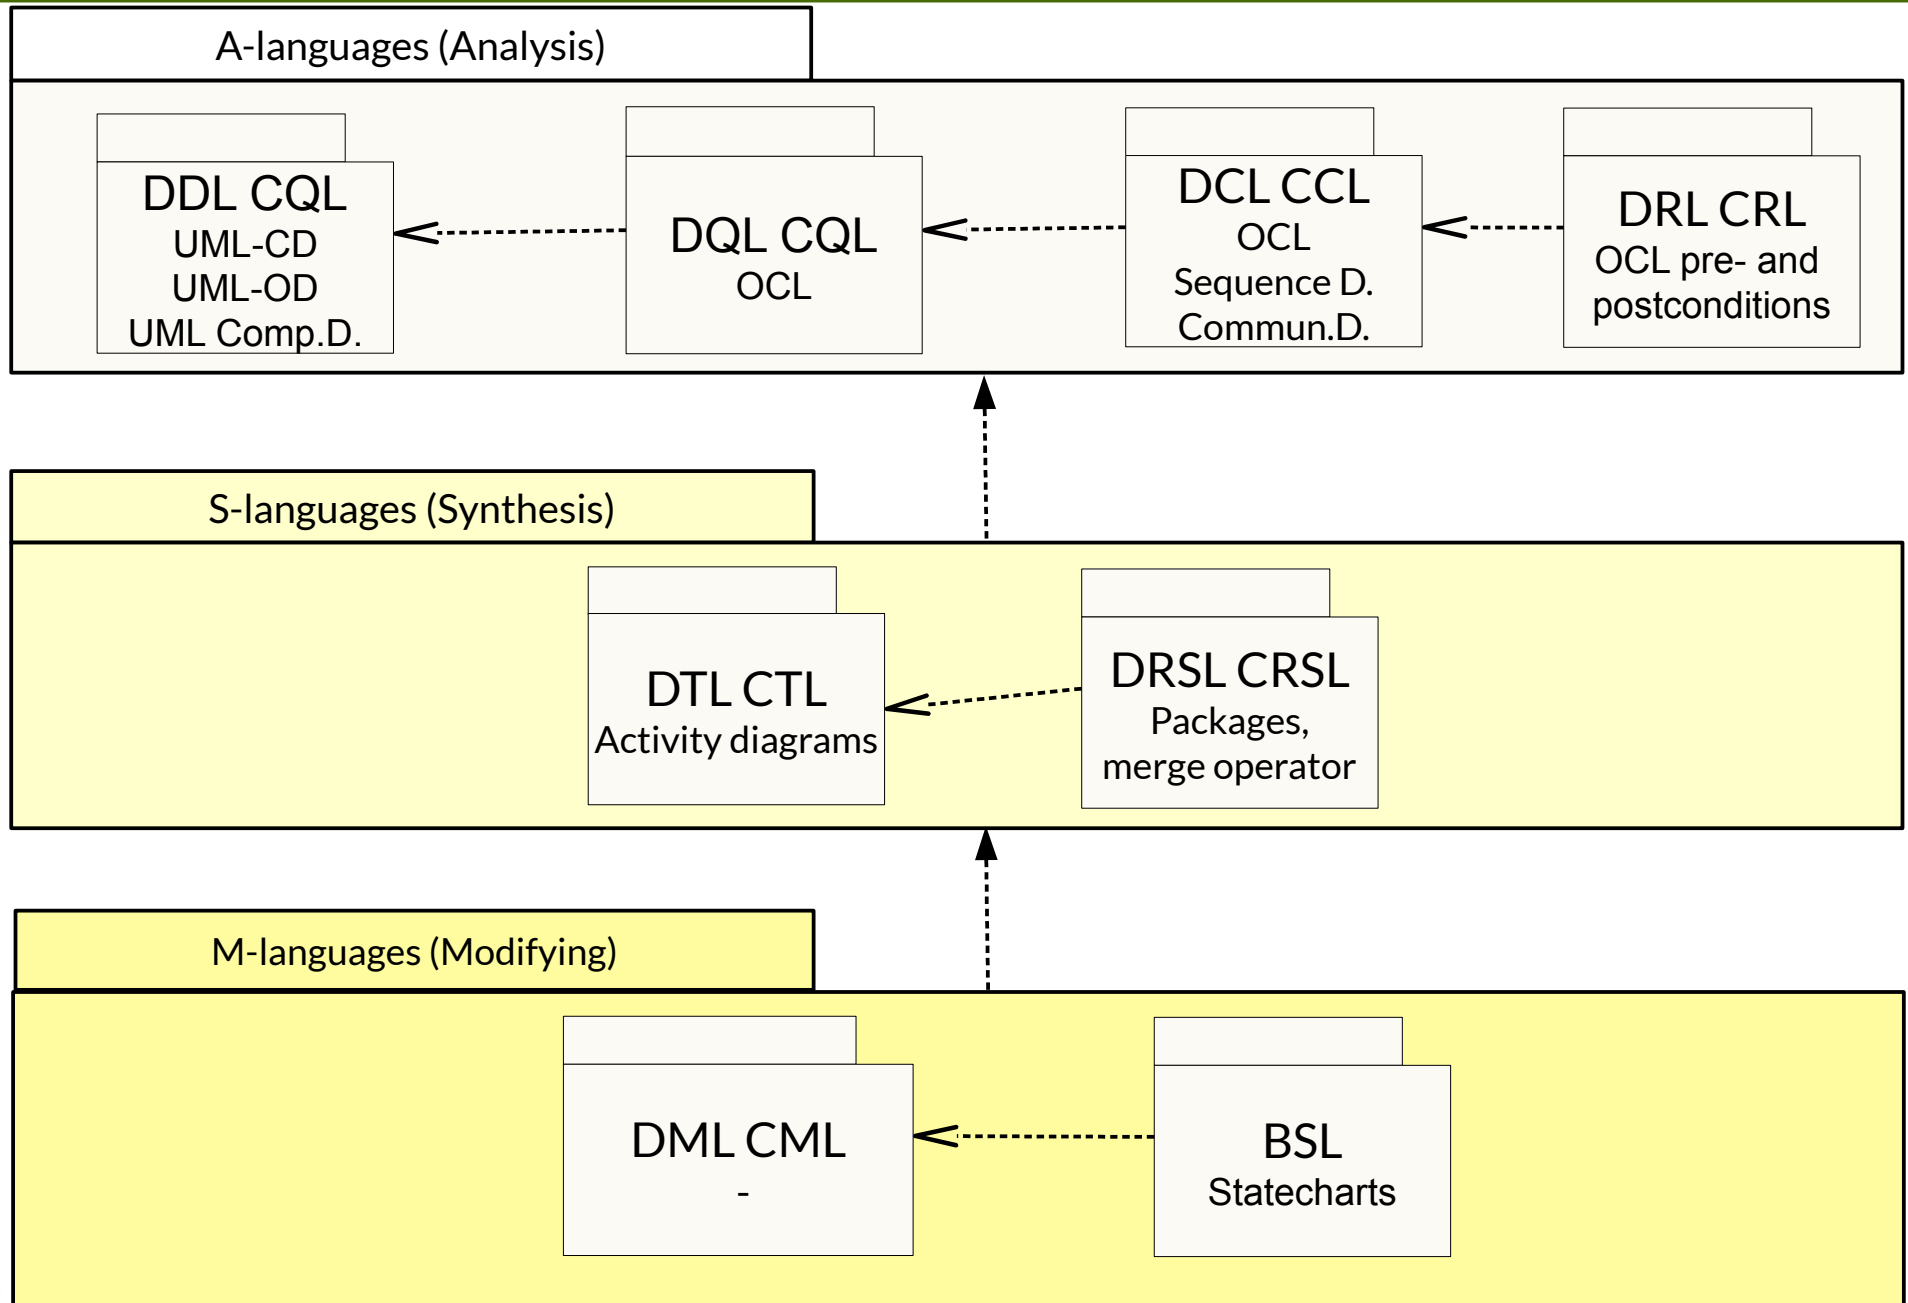 A-languages (Analysis)
DDL CQL
UML-CD
UML-OD
UML Comp.D.
DQL CQL
OCL
DCL CCL
OCL
Sequence D.
Commun.D.
DRL CRL
OCL pre- and
postconditions
S-languages (Synthesis)
DTL CTL
Activity diagrams
DRSL CRSL
Packages,
merge operator
M-languages (Modifying)
DML CML
-
BSL
Statecharts